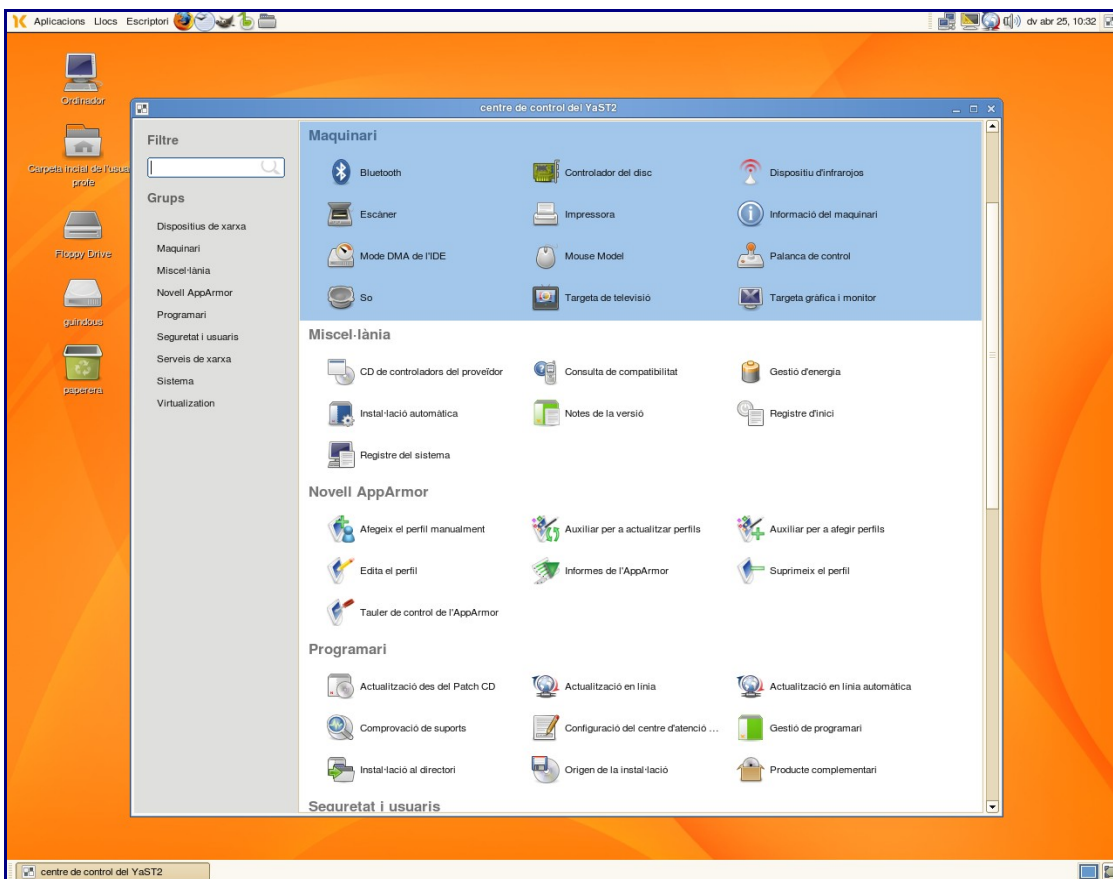 Aplicacions Llocs Escriptori
dv abr 25, 10:32
Ordinador
Carpeta inicial de l'usua
profe
Floppy Drive
guindous
paperera
centre de control del YaST2
Filtre
Grups
Dispositius de xarxa
Maquinari
Miscel·lània
Novell AppArmor
Programari
Seguretat i usuaris
Serveis de xarxa
Sistema
Virtualization
Maquinari
Bluetooth
Controlador del disc
Dispositiu d'infrarojos
Escàner
Impressora
Informació del maquinari
Mode DMA de l'IDE
Mouse Model
Palanca de control
So
Targeta de televisió
Targeta gràfica i monitor
Miscel·lània
CD de controladors del proveïdor
Consulta de compatibilitat
Gestió d'energia
Instal·lació automàtica
Notes de la versió
Registre d'inici
Registre del sistema
Novell AppArmor
Afegeix el perfil manualment
Auxiliar per a actualitzar perfils
Auxiliar per a afegir perfils
Edita el perfil
Informes de l'AppArmor
Suprimeix el perfil
Tauler de control de l'AppArmor
Programari
Actualització des del Patch CD
Actualització en línia
Actualització en línia automàtica
Comprovació de suports
Configuració del centre d'atenció ...
Gestió de programari
Instal·lació al directori
Origen de la instal·lació
Producte complementari
Seguretat i usuaris
centre de control del YaST2